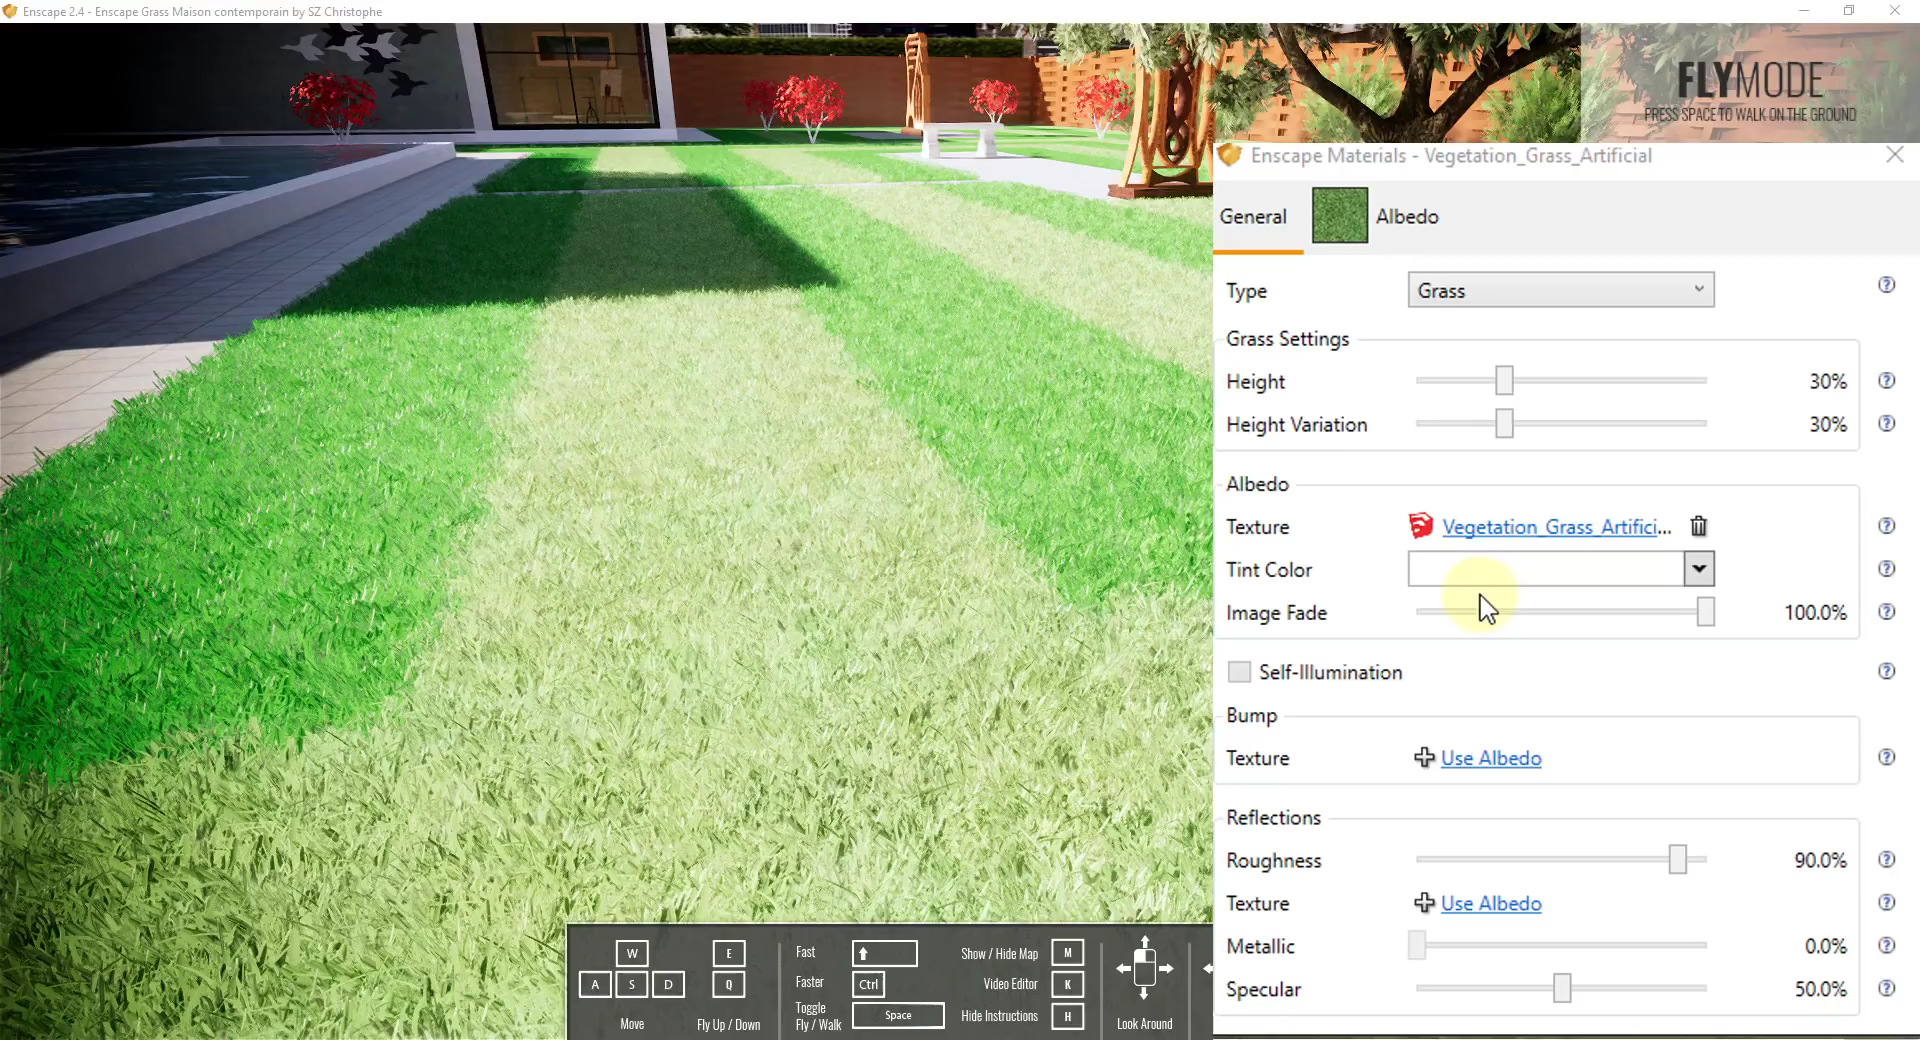 Enscape 2.4 - Enscape Grass Maison contemporain by SZ Christophe
FLYMODE
PRESS SPACE TO WALK ON THE GROUND
Enscape Materials - Vegetation_Grass_Artificial
General
Albedo
Type
Grass
Grass Settings
Height
30%
Height Variation
30%
Albedo
Texture
Vegetation_Grass_Artifici...
Tint Color
Image Fade
100.0%
Self-Illumination
Bump
Texture
Use Albedo
Reflections
Roughness
90.0%
Texture
Use Albedo
Metallic
0.0%
Specular
50.0%
W
A S D
Move
E
Q
Fly Up / Down
Fast
Faster
Ctrl
Toggle
Fly / Walk
Space
Show / Hide Map
M
Video Editor
K
Hide Instructions
H
Look Around